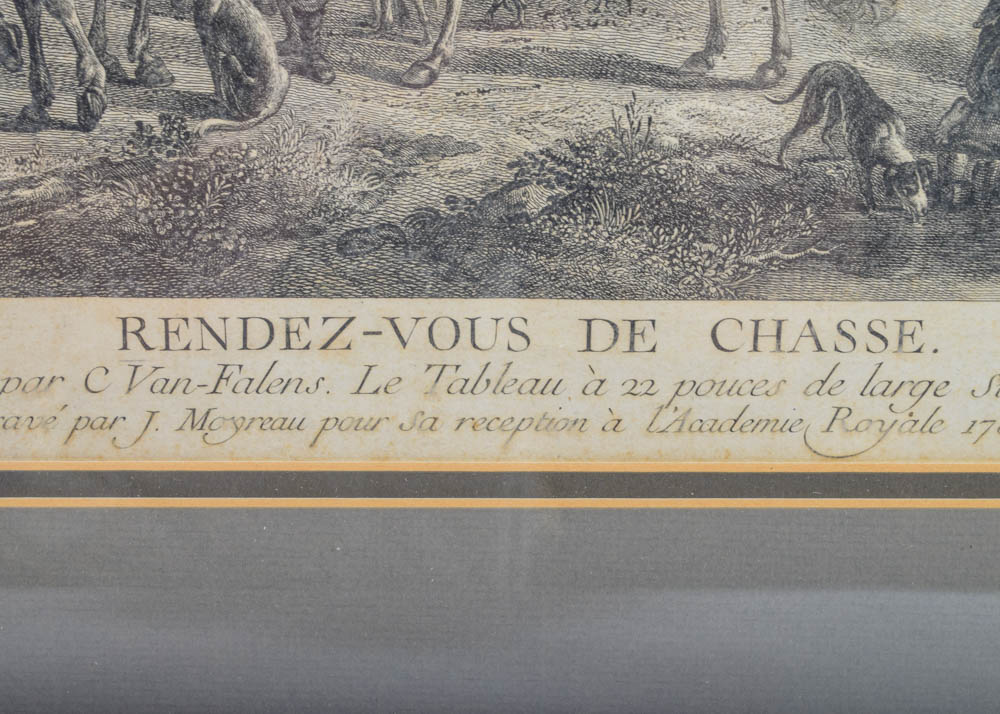 RENDEZ-VOUS DE CHASSE.
par C Van-Falens. Le Tableau à 22 pouces de large
par J. Moyreau pour sa reception à l'Academie Royale